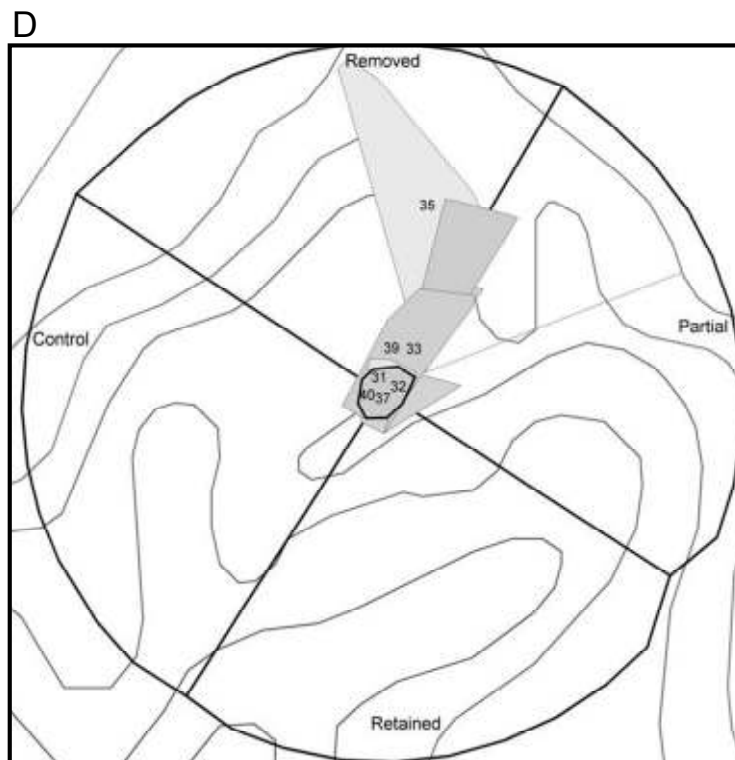 D
Removed
35
Control
Partial
39 33
31
32
40 37
Retained